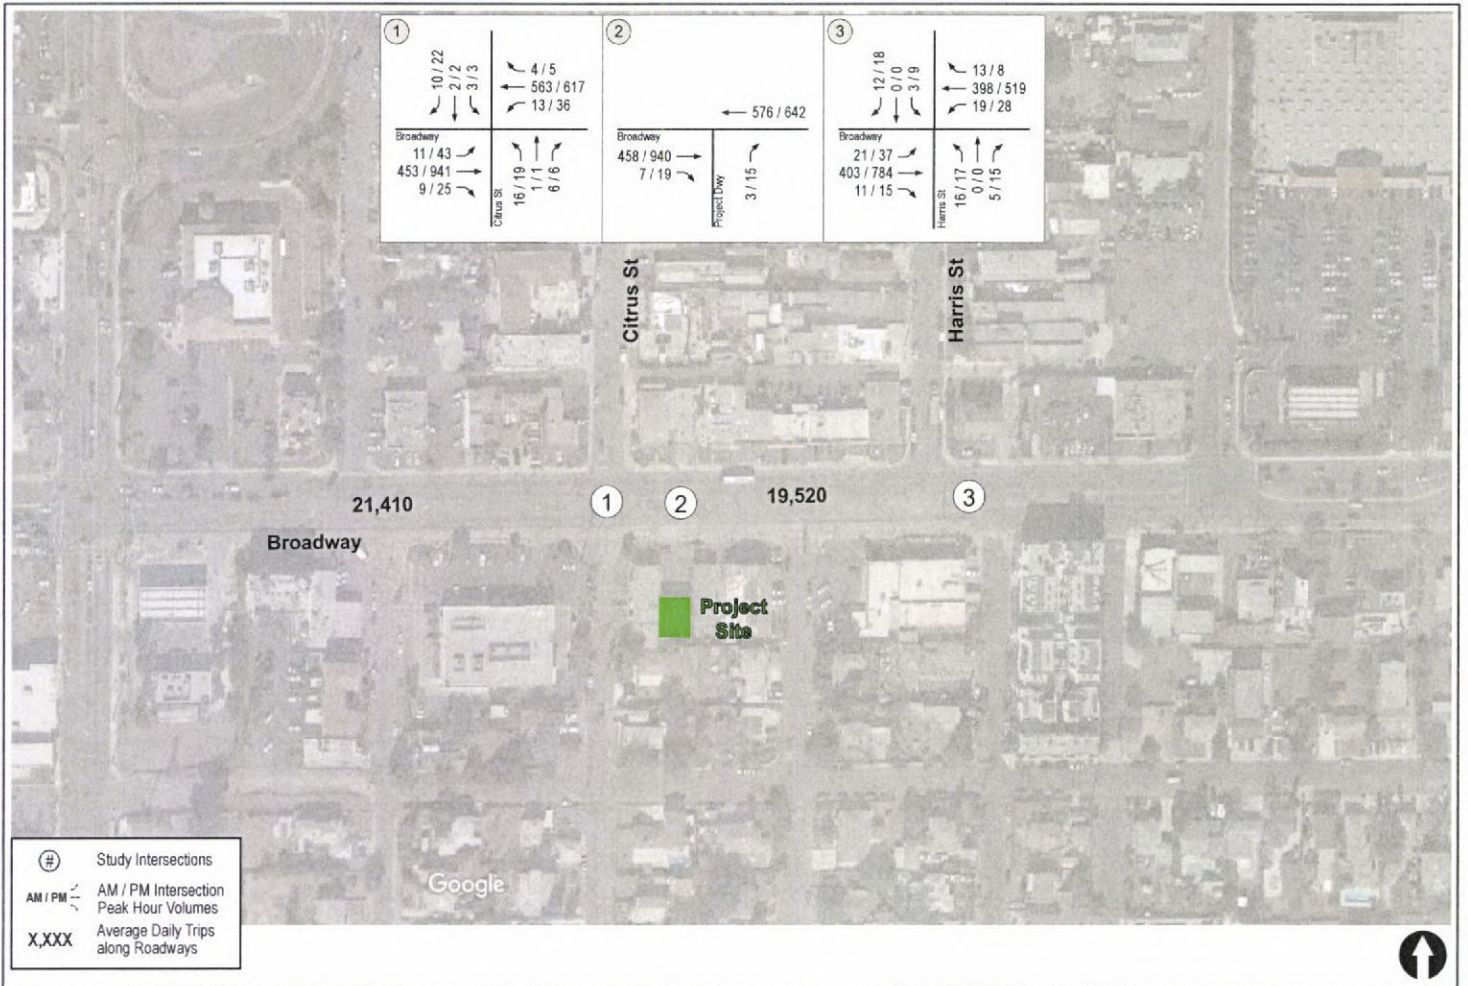 1
10 / 22
2 / 2
3 / 3
4 / 5
563 / 617
13 / 36
Broadway
11 / 43
453 / 941
9 / 25
Citrus St
16 / 19
1 / 1
6 / 6
2
576 / 642
Broadway
458 / 940
7 / 19
Project Dwy
3 / 15
3
12 / 18
0 / 0
3 / 9
13 / 8
398 / 519
19 / 28
Broadway
21 / 37
403 / 784
11 / 15
Harris St
16 / 17
0 / 0
5 / 15
Citrus St
Harris St
21,410
1
2
19,520
3
Broadway
Project
Site
Google
# Study Intersections
AM / PM AM / PM Intersection
Peak Hour Volumes
X,XXX Average Daily Trips
along Roadways